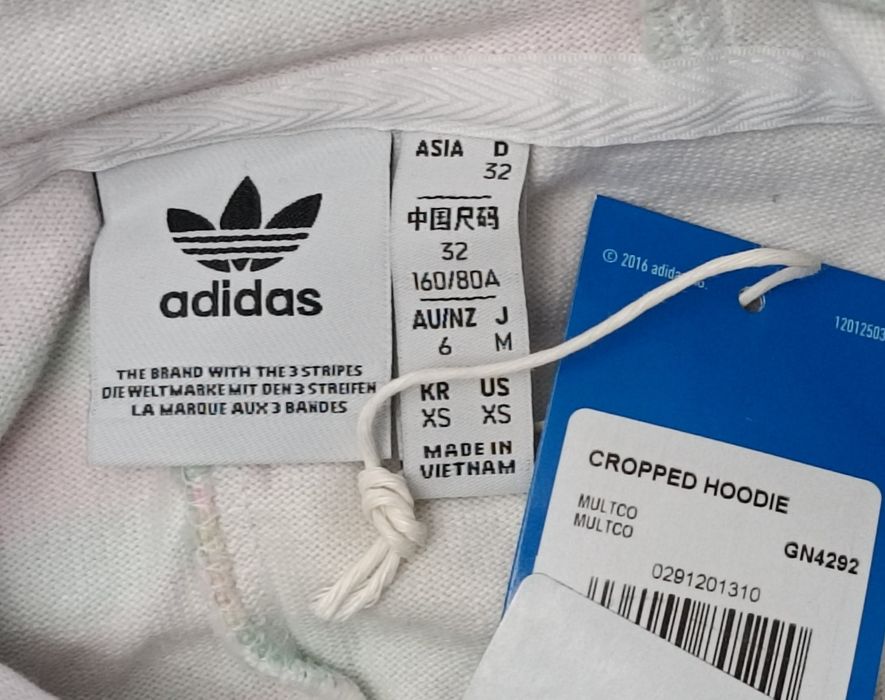 adidas
THE BRAND WITH THE 3 STRIPES
DIE WELTMARKE MIT DEN 3 STREIFEN
LA MARQUE AUX 3 BANDES
ASIA D
32
中国尺码
32
160/80A
AU/NZ J
6 M
KR US
XS XS
MADE IN
VIETNAM
© 2016
12012503
CROPPED HOODIE
MULTCO
MULTCO
GN4292
0291201310